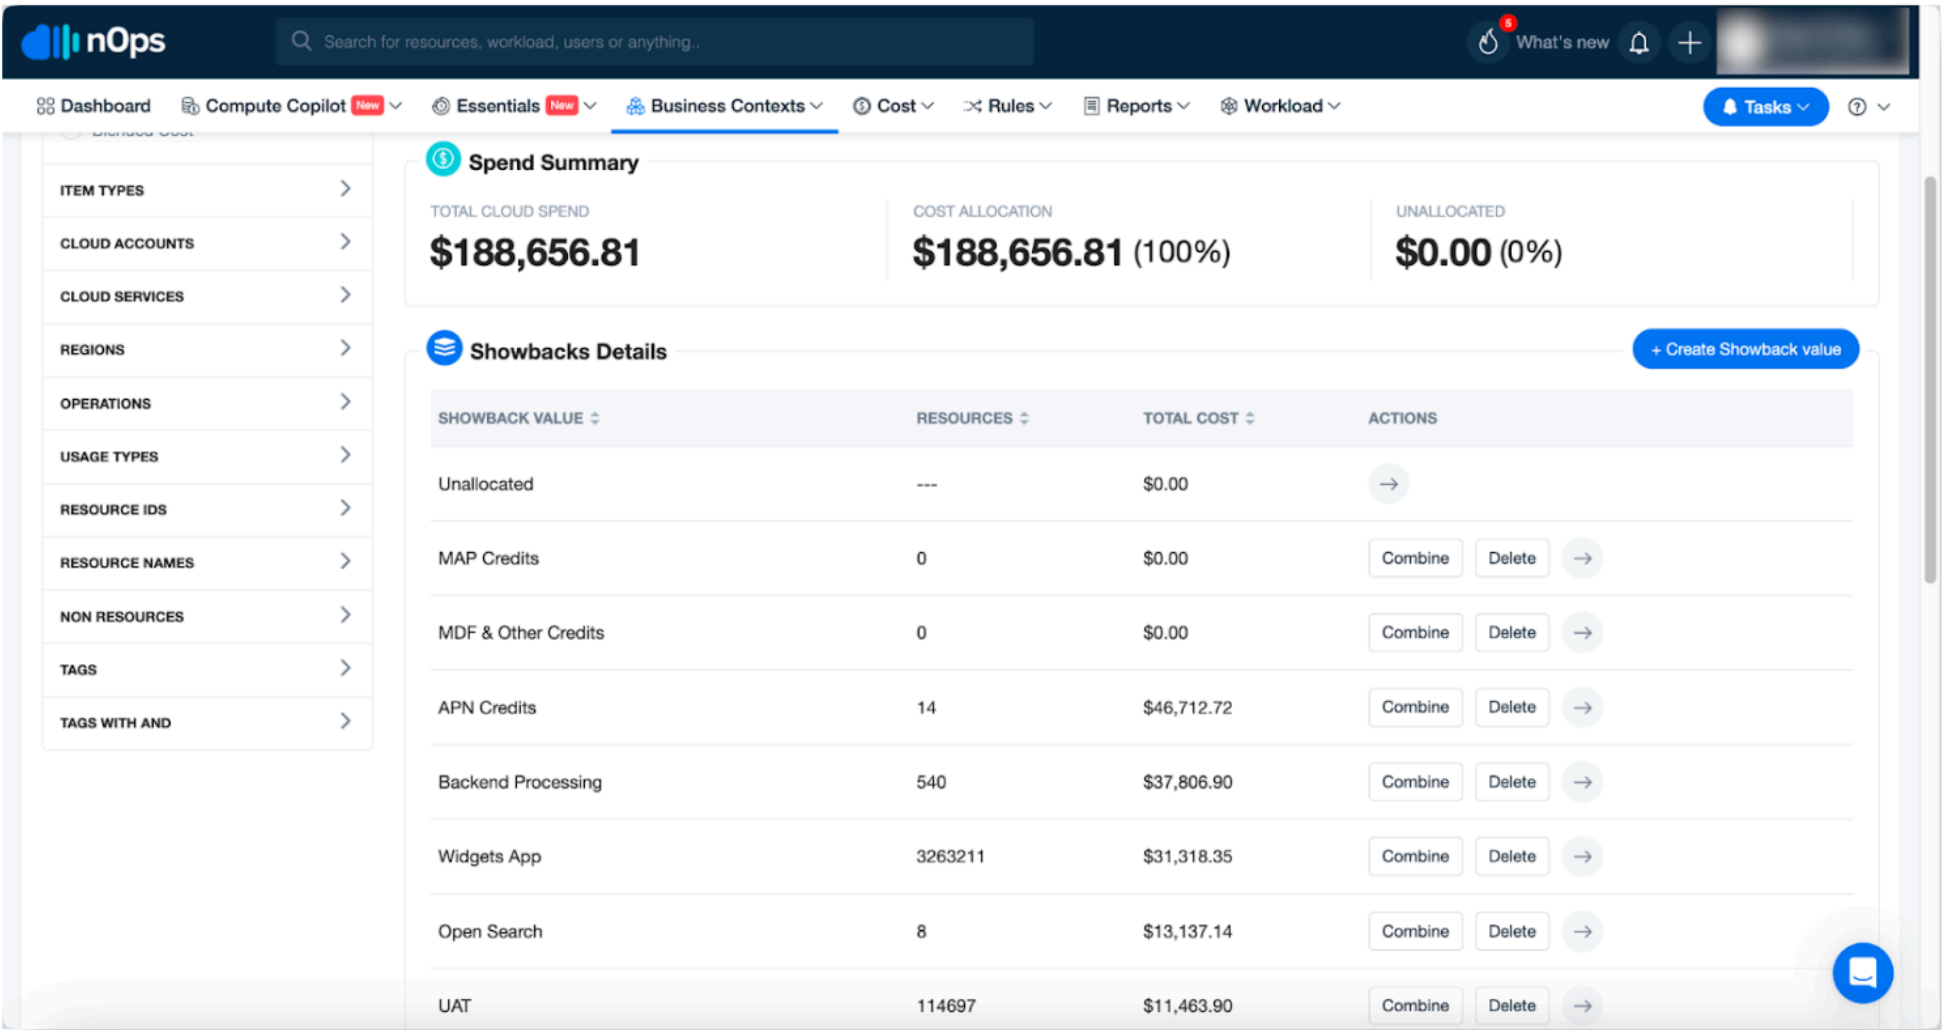 nOps
Search for resources, workload, users or anything..
5
What's new
Dashboard
Compute Copilot New
Essentials New
Business Contexts
Cost
Rules
Reports
Workload
Tasks
Blended Cost
ITEM TYPES
CLOUD ACCOUNTS
CLOUD SERVICES
REGIONS
OPERATIONS
USAGE TYPES
RESOURCE IDS
RESOURCE NAMES
NON RESOURCES
TAGS
TAGS WITH AND
Spend Summary
TOTAL CLOUD SPEND
$188,656.81
COST ALLOCATION
$188,656.81 (100%)
UNALLOCATED
$0.00 (0%)
Showbacks Details
+ Create Showback value
SHOWBACK VALUE RESOURCES TOTAL COST ACTIONS
Unallocated --- $0.00
MAP Credits 0 $0.00 Combine Delete
MDF & Other Credits 0 $0.00 Combine Delete
APN Credits 14 $46,712.72 Combine Delete
Backend Processing 540 $37,806.90 Combine Delete
Widgets App 3263211 $31,318.35 Combine Delete
Open Search 8 $13,137.14 Combine Delete
UAT 114697 $11,463.90 Combine Delete